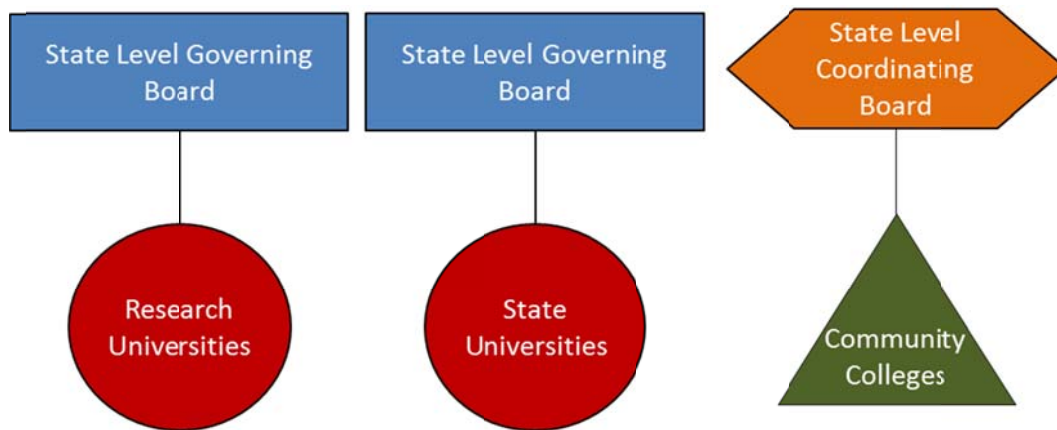 State Level Governing
Board
State Level Governing
Board
State Level
Coordinating
Board
Research
Universities
State
Universities
Community
Colleges